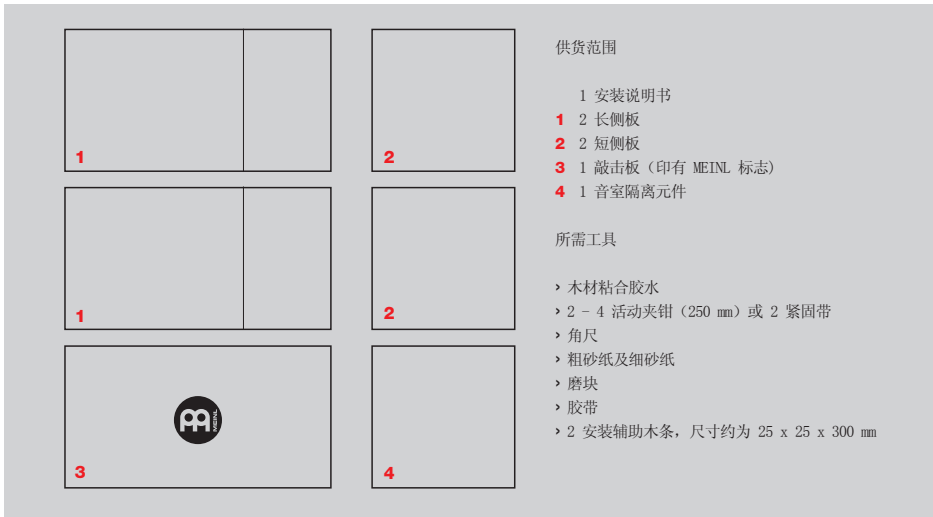 1
2
1
2
3
MEINL
4
供货范围
1 安装说明书
1 2 长侧板
2 2 短侧板
3 1 敲击板（印有 MEINL 标志)
4 1 音室隔离元件
所需工具
› 木材粘合胶水
› 2 - 4 活动夹钳（250 mm）或 2 紧固带
› 角尺
› 粗砂纸及细砂纸
› 磨块
› 胶带
› 2 安装辅助木条，尺寸约为 25 x 25 x 300 mm